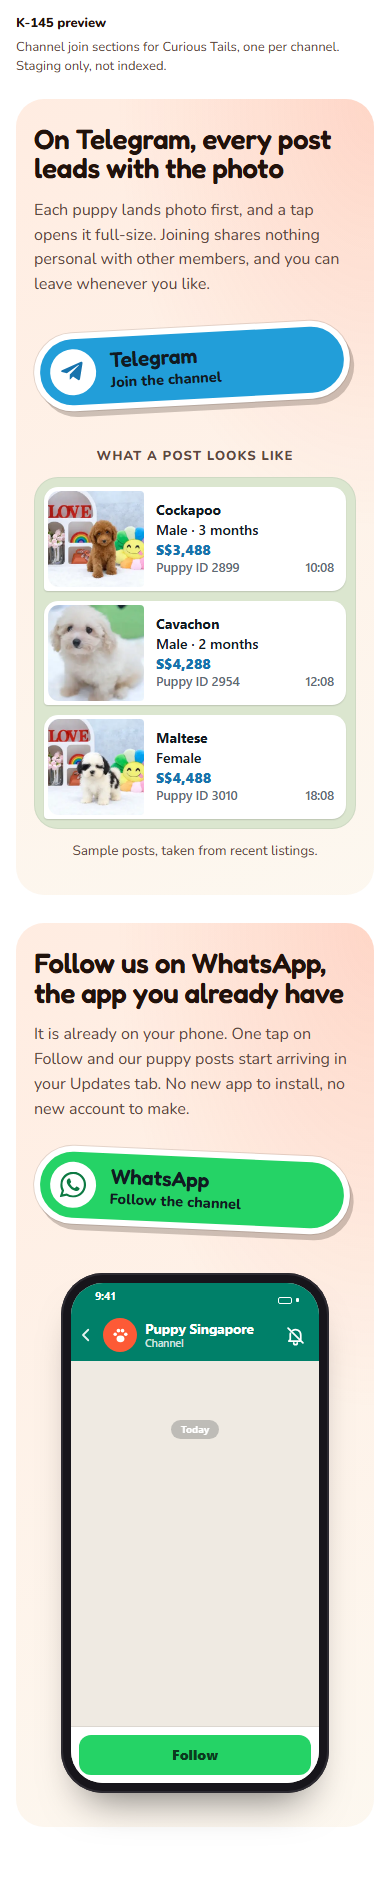 K-145 preview
Channel join sections for Curious Tails, one per channel.
Staging only, not indexed.
On Telegram, every post
leads with the photo
Each puppy lands photo first, and a tap
opens it full-size. Joining shares nothing
personal with other members, and you can
leave whenever you like.
Telegram
Join the channel
WHAT A POST LOOKS LIKE
LOVE
Cockapoo
Male · 3 months
S$3,488
Puppy ID 2899
10:08
Cavachon
Male · 2 months
S$4,288
Puppy ID 2954
12:08
LOVE
Maltese
Female
S$4,488
Puppy ID 3010
18:08
Sample posts, taken from recent listings.
Follow us on WhatsApp,
the app you already have
It is already on your phone. One tap on
Follow and our puppy posts start arriving in
your Updates tab. No new app to install, no
new account to make.
WhatsApp
Follow the channel
9:41
Puppy Singapore
Channel
Today
Follow